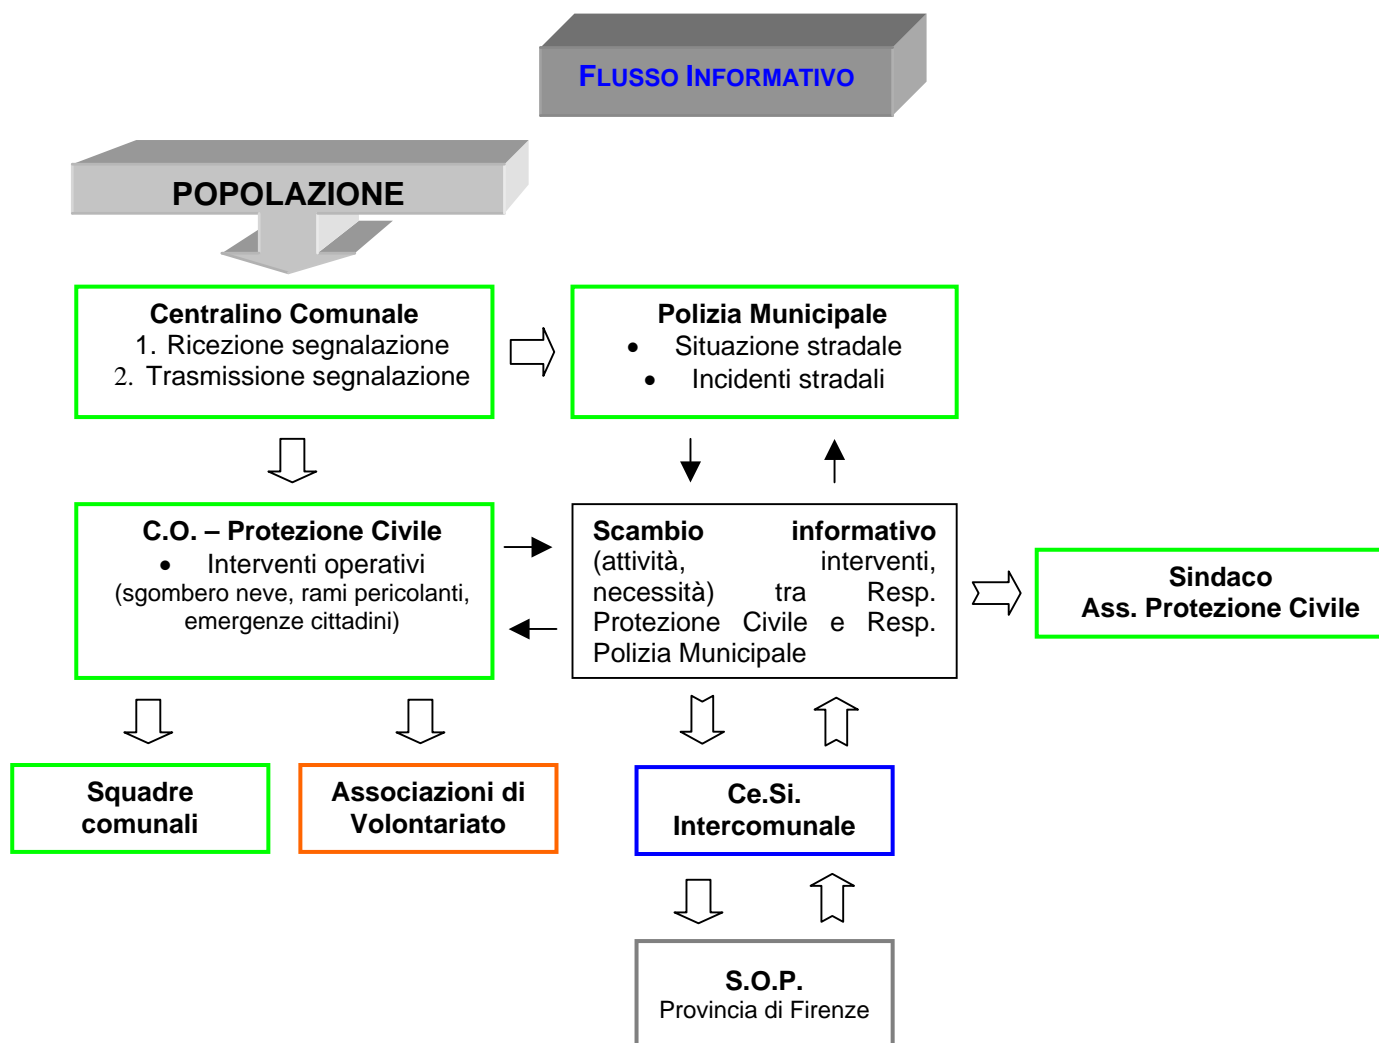 FLUSSO INFORMATIVO
POPOLAZIONE
Centralino Comunale
1. Ricezione segnalazione
2. Trasmissione segnalazione
Polizia Municipale
• Situazione stradale
• Incidenti stradali
C.O. – Protezione Civile
• Interventi operativi
(sgombero neve, rami pericolanti,
emergenze cittadini)
Scambio informativo
(attività, interventi,
necessità) tra Resp.
Protezione Civile e Resp.
Polizia Municipale
Sindaco
Ass. Protezione Civile
Squadre
comunali
Associazioni di
Volontariato
Ce.Si.
Intercomunale
S.O.P.
Provincia di Firenze